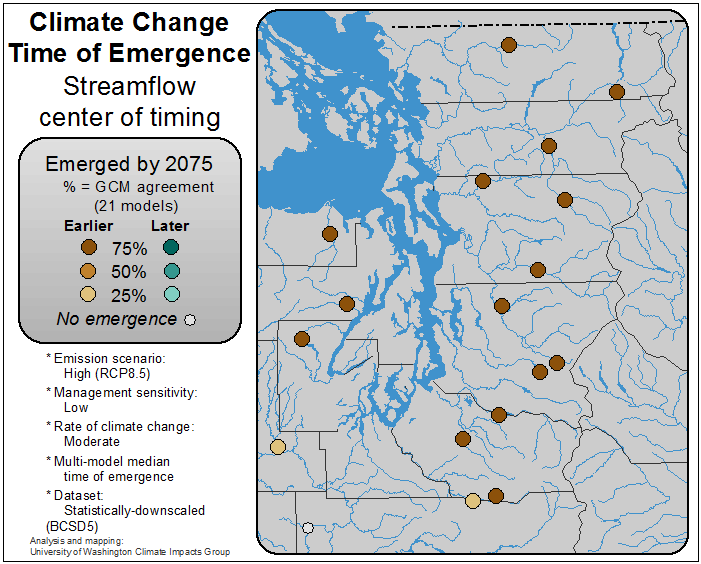 Climate Change
Time of Emergence
Streamflow
center of timing
Emerged by 2075
% = GCM agreement
(21 models)
Earlier Later
75%
50%
25%
No emergence
* Emission scenario:
High (RCP8.5)
* Management sensitivity:
Low
* Rate of climate change:
Moderate
* Multi-model median
time of emergence
* Dataset:
Statistically-downscaled
(BCSD5)
Analysis and mapping:
University of Washington Climate Impacts Group